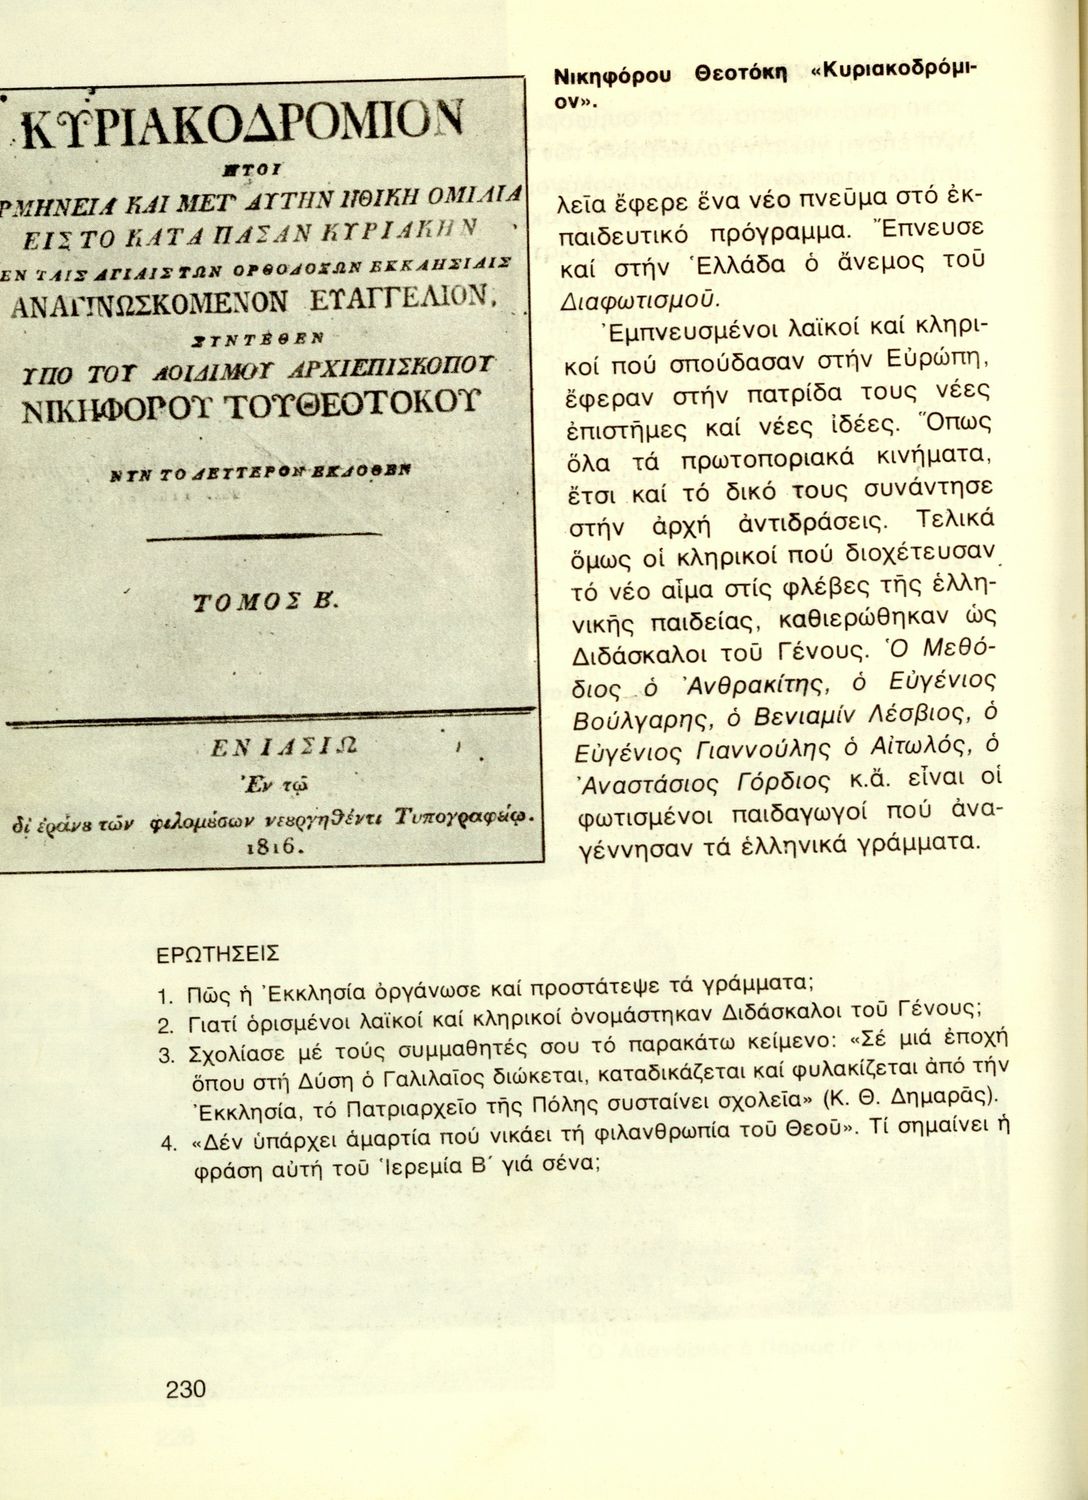 Νικηφόρου Θεοτόκη «Κυριακοδρόμι-
ον».
ΚΥΡΙΑΚΟΔΡΟΜΙΟΝ
ΗΤΟΙ
ΡΜΗΝΕΙΑ ΚΑΙ ΜΕΤ' ΑΥΤΗΝ ΗΘΙΚΗ ΟΜΙΛΙΑ
ΕΙΣ ΤΟ ΚΑΤΑ ΠΑΣΑΝ ΚΥΡΙΑΚΗΝ
ΕΝ ΤΑΙΣ ΑΓΙΑΙΣ ΤΩΝ ΟΡΘΟΔΟΞΩΝ ΕΚΚΛΗΣΙΑΙΣ
ΑΝΑΓΙΝΩΣΚΟΜΕΝΟΝ ΕΥΑΓΓΕΛΙΟΝ,
ΣΥΝΤΕΘΕΝ
ΥΠΟ ΤΟΥ ΑΟΙΔΙΜΟΥ ΑΡΧΙΕΠΙΣΚΟΠΟΥ
ΝΙΚΗΦΟΡΟΥ ΤΟΥ ΘΕΟΤΟΚΟΥ
ΝΥΝ ΤΟ ΔΕΥΤΕΡΟΝ ΕΚΔΟΘΕΝ
ΤΟΜΟΣ Β'.
ΕΝ ΙΑΣΙΩ
Ἐν τῷ
δι' ἐράνου τῶν φιλομούσων νεουργηθέντι Τυπογραφείῳ.
1816.
λεῖα ἔφερε ἕνα νέο πνεῦμα στό ἐκ-
παιδευτικό πρόγραμμα. Ἔπνευσε
καί στήν Ἑλλάδα ὁ ἄνεμος τοῦ
Διαφωτισμοῦ.
Ἐμπνευσμένοι λαϊκοί καί κληρι-
κοί πού σπούδασαν στήν Εὐρώπη,
ἔφεραν στήν πατρίδα τους νέες
ἐπιστῆμες καί νέες ἰδέες. Ὅπως
ὅλα τά πρωτοποριακά κινήματα,
ἔτσι καί τό δικό τους συνάντησε
στήν ἀρχή ἀντιδράσεις. Τελικά
ὅμως οἱ κληρικοί πού διοχέτευσαν
τό νέο αἷμα στίς φλέβες τῆς ἑλλη-
νικῆς παιδείας, καθιερώθηκαν ὡς
Διδάσκαλοι τοῦ Γένους. Ὁ Μεθό-
διος ὁ Ἀνθρακίτης, ὁ Εὐγένιος
Βούλγαρης, ὁ Βενιαμίν Λέσβιος, ὁ
Εὐγένιος Γιαννούλης ὁ Αἰτωλός, ὁ
Ἀναστάσιος Γόρδιος κ.ἄ. εἶναι οἱ
φωτισμένοι παιδαγωγοί πού ἀνα-
γέννησαν τά ἑλληνικά γράμματα.
ΕΡΩΤΗΣΕΙΣ
1. Πῶς ἡ Ἐκκλησία ὀργάνωσε καί προστάτεψε τά γράμματα;
2. Γιατί ὁρισμένοι λαϊκοί καί κληρικοί ὀνομάστηκαν Διδάσκαλοι τοῦ Γένους;
3. Σχολίασε μέ τούς συμμαθητές σου τό παρακάτω κείμενο: «Σέ μιά ἐποχή
ὅπου στή Δύση ὁ Γαλιλαῖος διώκεται, καταδικάζεται καί φυλακίζεται ἀπό τήν
Ἐκκλησία, τό Πατριαρχεῖο τῆς Πόλης συσταίνει σχολεῖα» (Κ. Θ. Δημαρᾶς).
4. «Δέν ὑπάρχει ἁμαρτία πού νικάει τή φιλανθρωπία τοῦ Θεοῦ». Τί σημαίνει ἡ
φράση αὐτή τοῦ Ἱερεμία Β΄ γιά σένα;
230